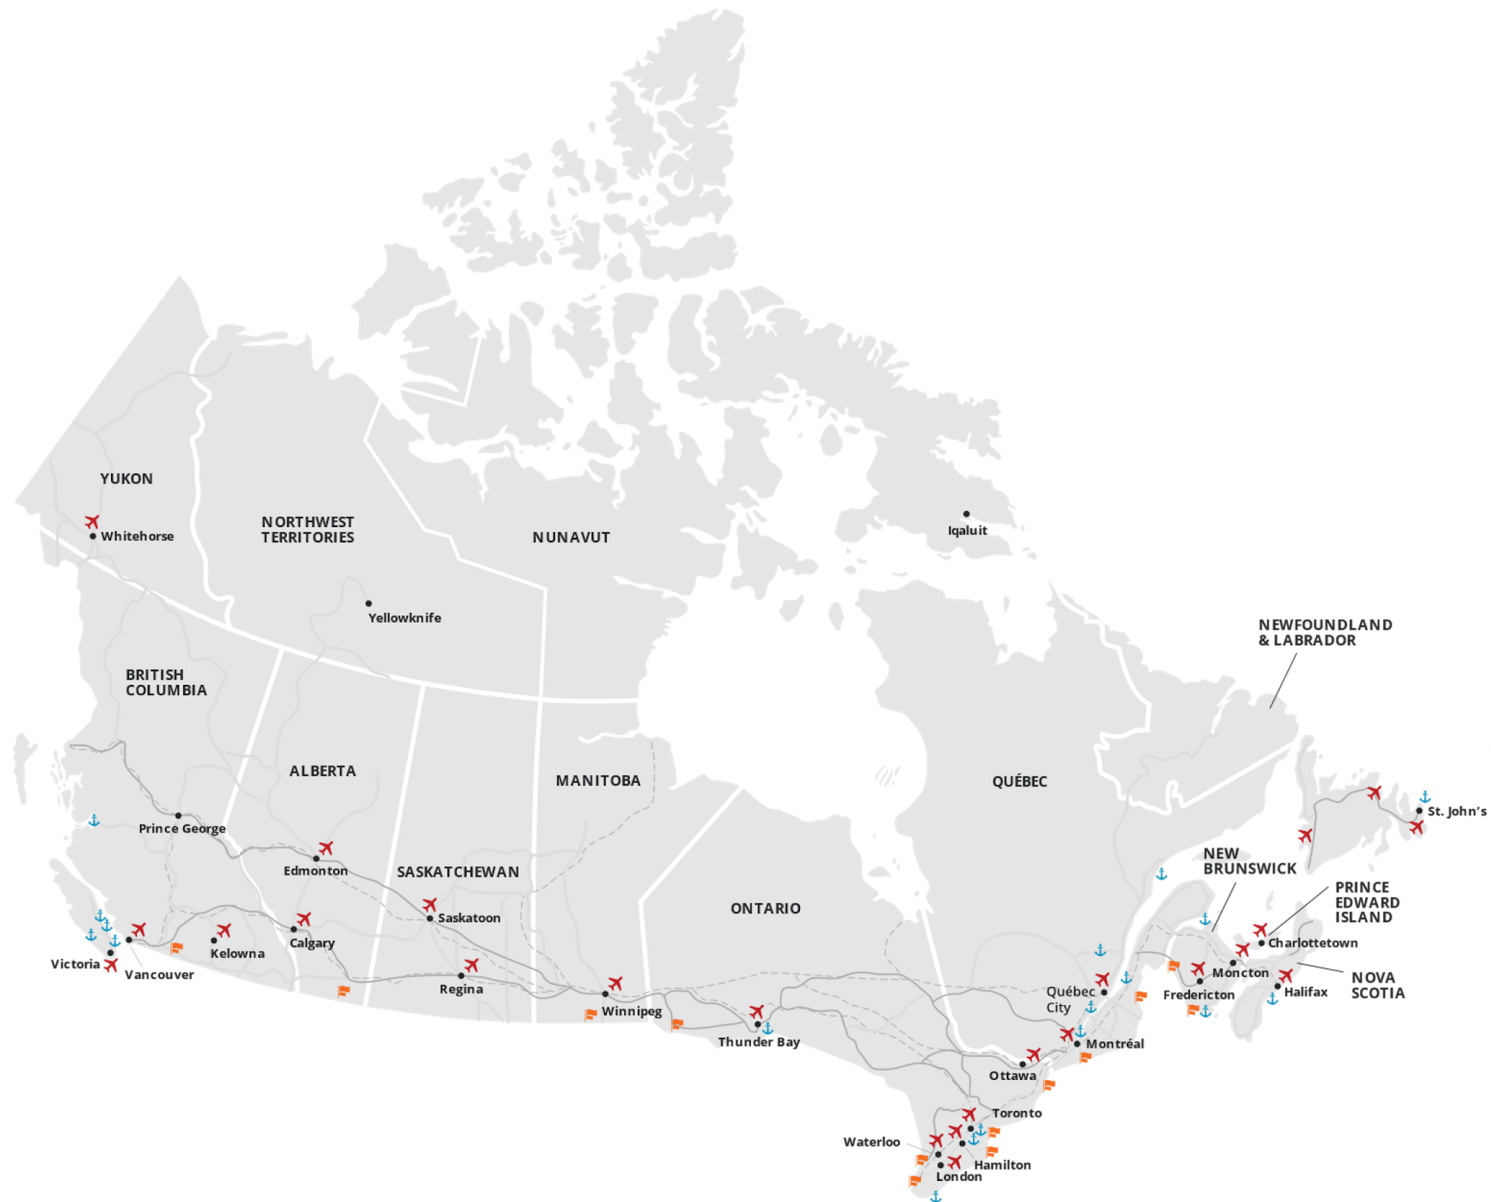 YUKON
Whitehorse
NORTHWEST
TERRITORIES
NUNAVUT
Iqaluit
Yellowknife
NEWFOUNDLAND
& LABRADOR
BRITISH
COLUMBIA
ALBERTA
MANITOBA
QUÉBEC
St. John's
Prince George
Edmonton
SASKATCHEWAN
NEW
BRUNSWICK
PRINCE
EDWARD
ISLAND
ONTARIO
Saskatoon
Calgary
Kelowna
Charlottetown
Victoria
Vancouver
Moncton
Regina
Québec
City
Fredericton
Halifax
NOVA
SCOTIA
Winnipeg
Thunder Bay
Montréal
Ottawa
Toronto
Waterloo
Hamilton
London